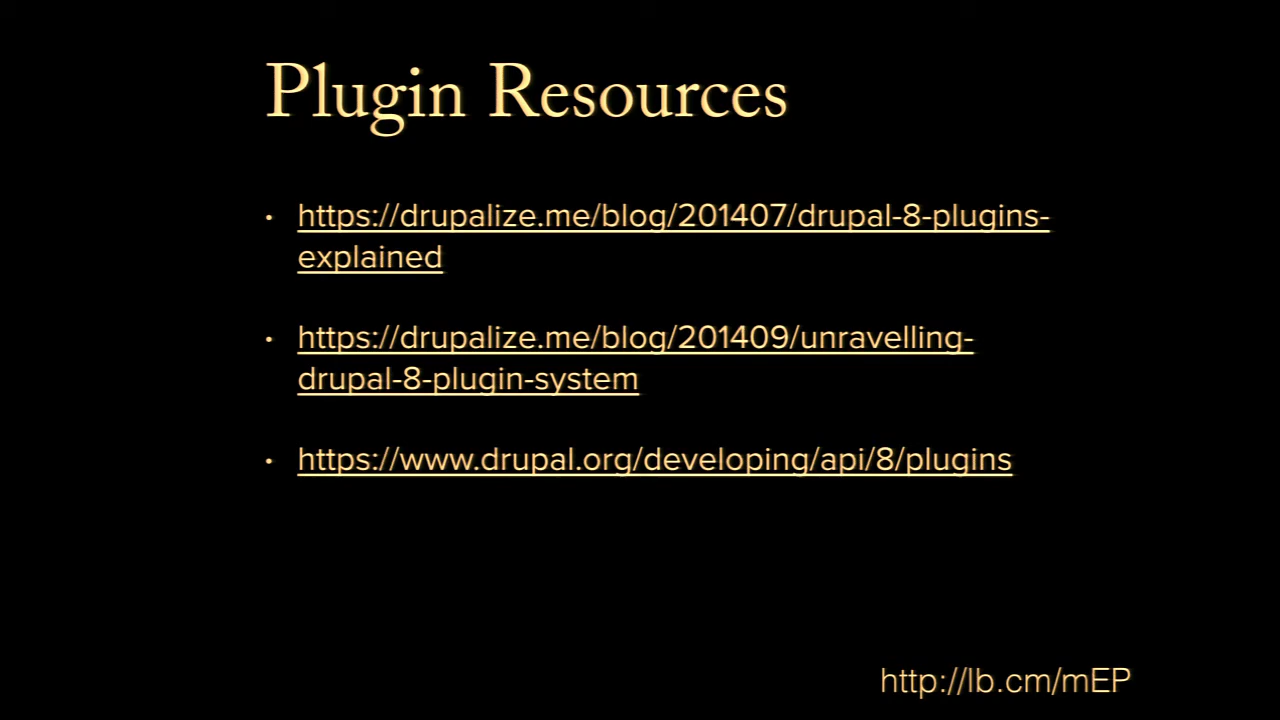 Plugin Resources
• https://drupalize.me/blog/201407/drupal-8-plugins-
explained
• https://drupalize.me/blog/201409/unravelling-
drupal-8-plugin-system
• https://www.drupal.org/developing/api/8/plugins
http://lb.cm/mEP